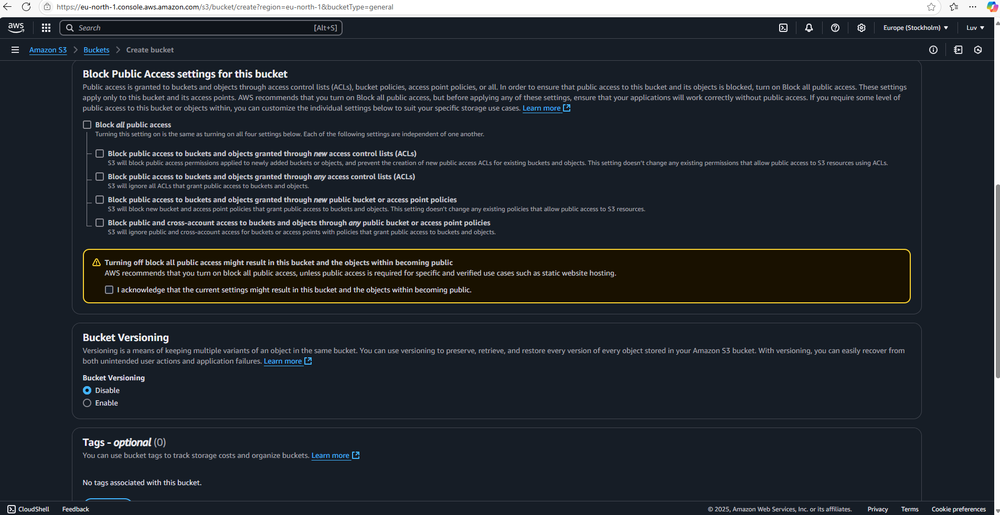 https://eu-north-1.console.aws.amazon.com/s3/bucket/create?region=eu-north-1&bucketType=general
aws
Search
[Alt+S]
Europe (Stockholm)
Luv
Amazon S3
Buckets
Create bucket
Block Public Access settings for this bucket
Public access is granted to buckets and objects through access control lists (ACLs), bucket policies, access point policies, or all. In order to ensure that public access to this bucket and its objects is blocked, turn on Block all public access. These settings
apply only to this bucket and its access points. AWS recommends that you turn on Block all public access, but before applying any of these settings, ensure that your applications will work correctly without public access. If you require some level of
public access to this bucket or objects within, you can customize the individual settings below to suit your specific storage use cases. Learn more
Block all public access
Turning this setting on is the same as turning on all four settings below. Each of the following settings are independent of one another.
Block public access to buckets and objects granted through new access control lists (ACLs)
S3 will block public access permissions applied to newly added buckets or objects, and prevent the creation of new public access ACLs for existing buckets and objects. This setting doesn't change any existing permissions that allow public access to S3 resources using ACLs.
Block public access to buckets and objects granted through any access control lists (ACLs)
S3 will ignore all ACLs that grant public access to buckets and objects.
Block public access to buckets and objects granted through new public bucket or access point policies
S3 will block new bucket and access point policies that grant public access to buckets and objects. This setting doesn't change any existing policies that allow public access to S3 resources.
Block public and cross-account access to buckets and objects through any public bucket or access point policies
S3 will ignore public and cross-account access for buckets or access points with policies that grant public access to buckets and objects.
Turning off block all public access might result in this bucket and the objects within becoming public
AWS recommends that you turn on block all public access, unless public access is required for specific and verified use cases such as static website hosting.
I acknowledge that the current settings might result in this bucket and the objects within becoming public.
Bucket Versioning
Versioning is a means of keeping multiple variants of an object in the same bucket. You can use versioning to preserve, retrieve, and restore every version of every object stored in your Amazon S3 bucket. With versioning, you can easily recover from
both unintended user actions and application failures. Learn more
Bucket Versioning
Disable
Enable
Tags - optional (0)
You can use bucket tags to track storage costs and organize buckets. Learn more
No tags associated with this bucket.
CloudShell
Feedback
© 2025, Amazon Web Services, Inc. or its affiliates.
Privacy
Terms
Cookie preferences